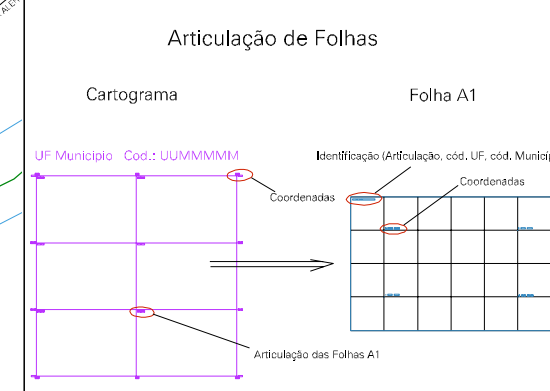 Articulação de Folhas
Cartograma
Folha A1
UF Municipio Cod.: UUMMMMM
Identificação (Articulação, cód. UF, cód. Municíp
Coordenadas
Coordenadas
Articulação das Folhas A1